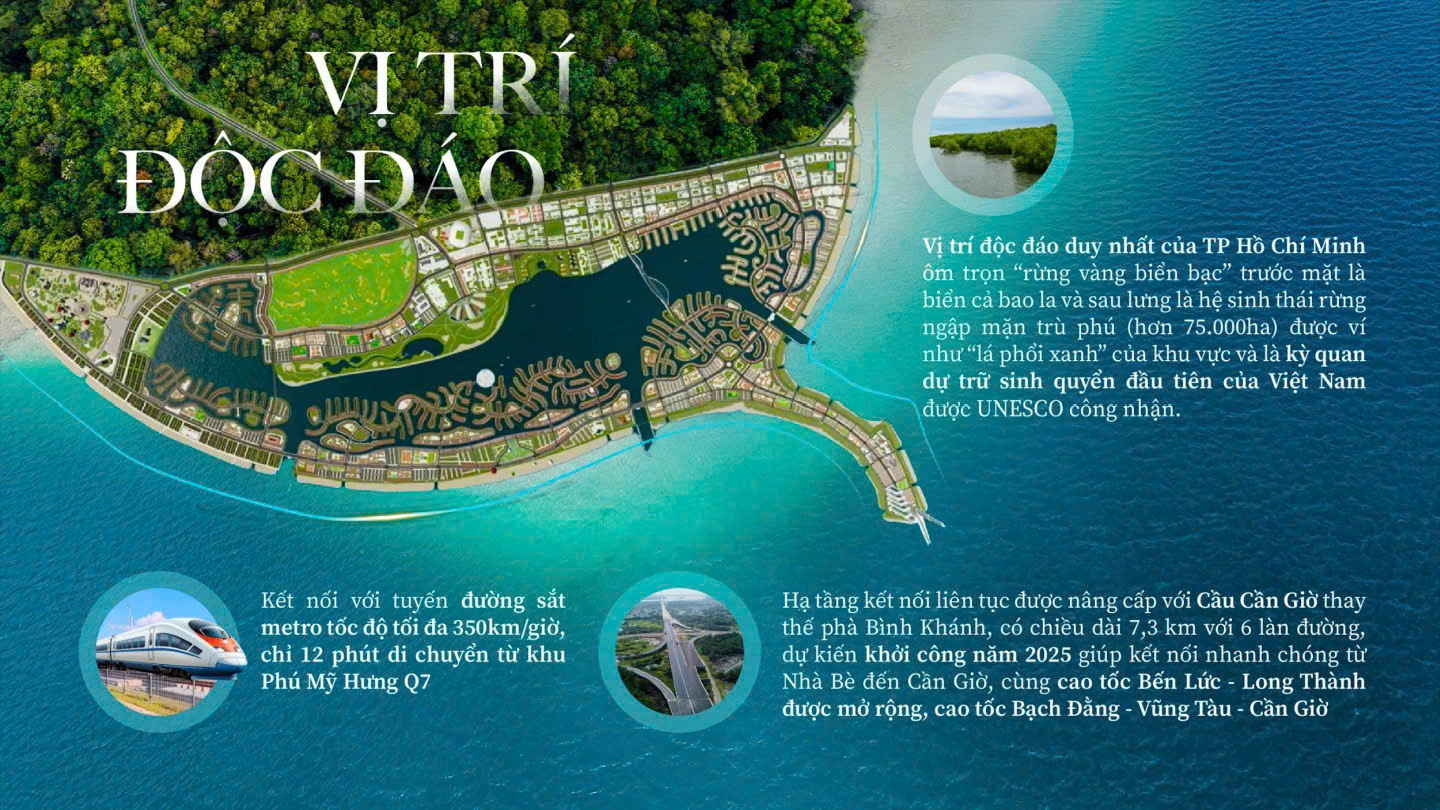 VỊ TRÍ
ĐỘC ĐÁO
Vị trí độc đáo duy nhất của TP Hồ Chí Minh
ôm trọn “rừng vàng biển bạc” trước mặt là
biển cả bao la và sau lưng là hệ sinh thái rừng
ngập mặn trù phú (hơn 75.000ha) được ví
như “lá phổi xanh” của khu vực và là kỳ quan
dự trữ sinh quyển đầu tiên của Việt Nam
được UNESCO công nhận.
Kết nối với tuyến đường sắt
metro tốc độ tối đa 350km/giờ,
chỉ 12 phút di chuyển từ khu
Phú Mỹ Hưng Q7
Hạ tầng kết nối liên tục được nâng cấp với Cầu Cần Giờ thay
thế phà Bình Khánh, có chiều dài 7,3 km với 6 làn đường,
dự kiến khởi công năm 2025 giúp kết nối nhanh chóng từ
Nhà Bè đến Cần Giờ, cùng cao tốc Bến Lức - Long Thành
được mở rộng, cao tốc Bạch Đằng - Vũng Tàu - Cần Giờ